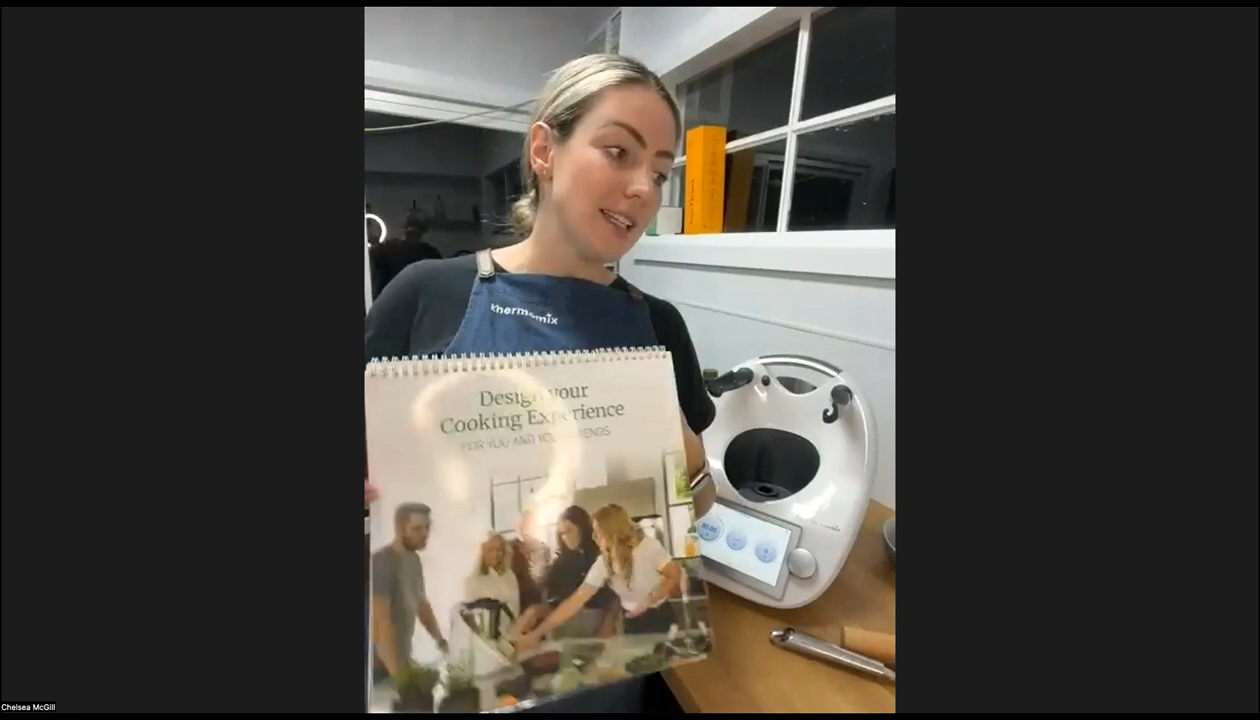 thermomix
Design your
Cooking Experience
FOR YOU AND YOUR FRIENDS
Chelsea McGill